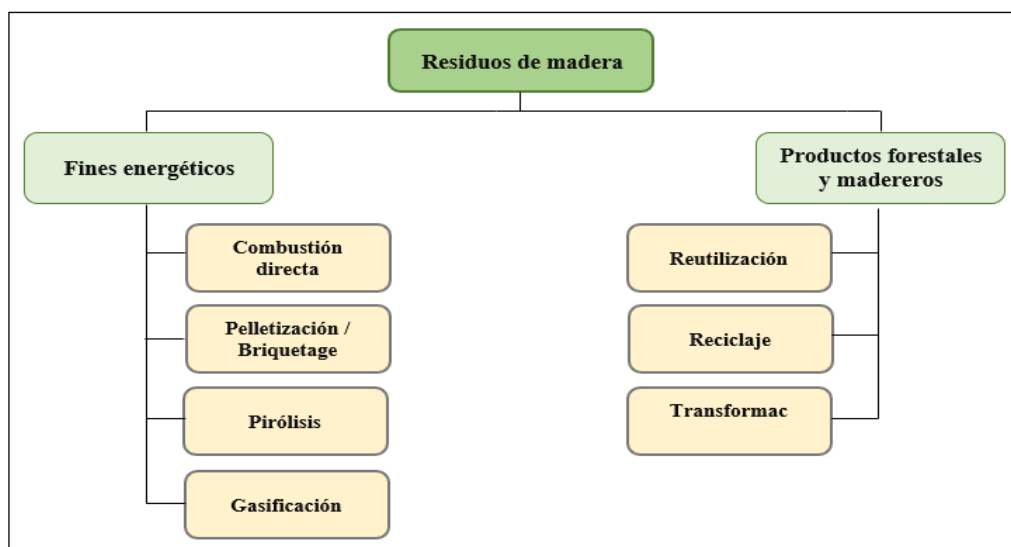 Residuos de madera
Fines energéticos
Combustión
directa
Pelletización /
Briquetage
Pirólisis
Gasificación
Productos forestales
y madereros
Reutilización
Reciclaje
Transformac